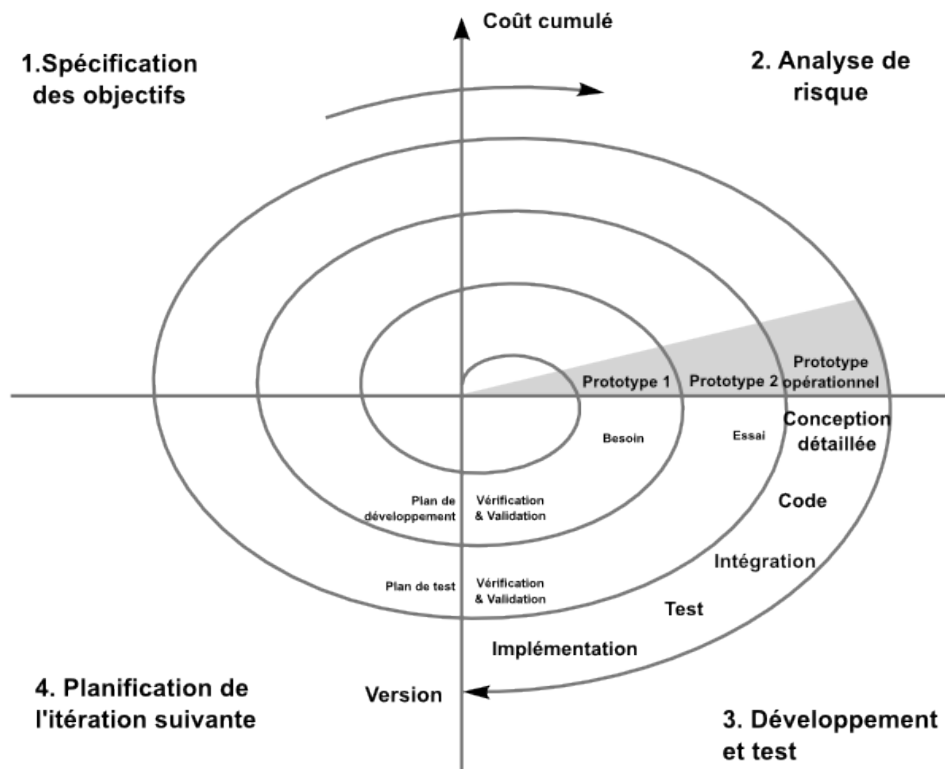 Coût cumulé
1.Spécification
des objectifs
2. Analyse de
risque
Prototype 1
Prototype 2
Prototype
opérationnel
Besoin
Essai
Conception
détaillée
Plan de
développement
Vérification
& Validation
Code
Intégration
Plan de test
Vérification
& Validation
Test
Implémentation
Version
4. Planification de
l'itération suivante
3. Développement
et test